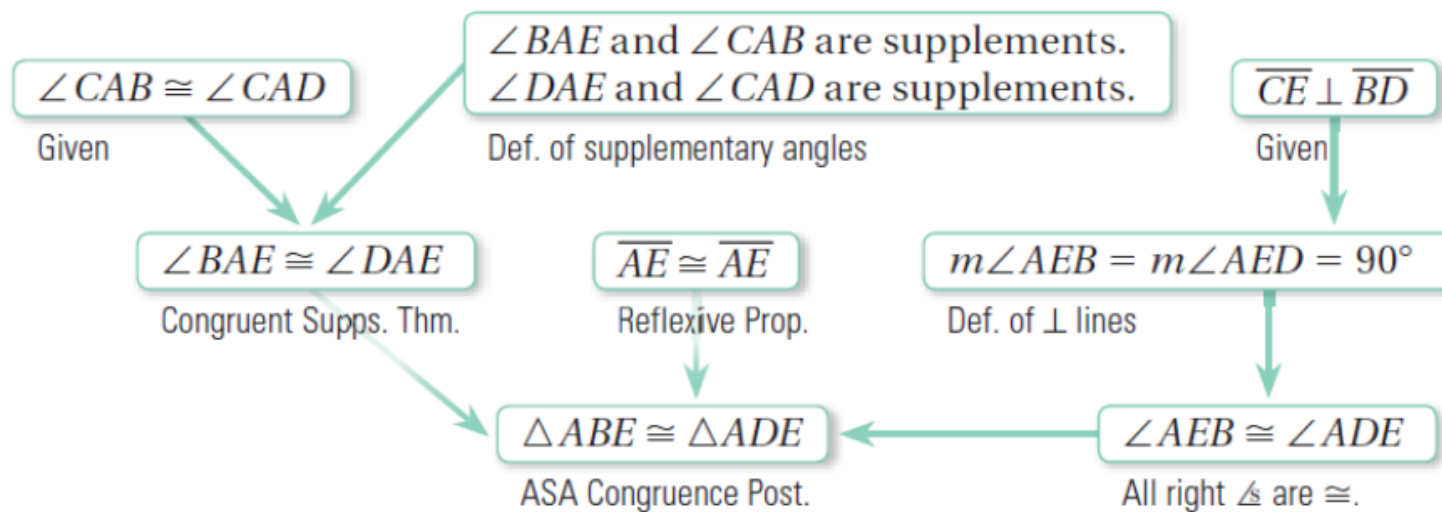 ∠CAB ≅ ∠CAD
Given
∠BAE and ∠CAB are supplements.
∠DAE and ∠CAD are supplements.
Def. of supplementary angles
CE ⊥ BD
Given
∠BAE ≅ ∠DAE
Congruent Supps. Thm.
AE ≅ AE
Reflexive Prop.
m∠AEB = m∠AED = 90°
Def. of ⊥ lines
△ABE ≅ △ADE
ASA Congruence Post.
∠AEB ≅ ∠ADE
All right ∠s are ≅.